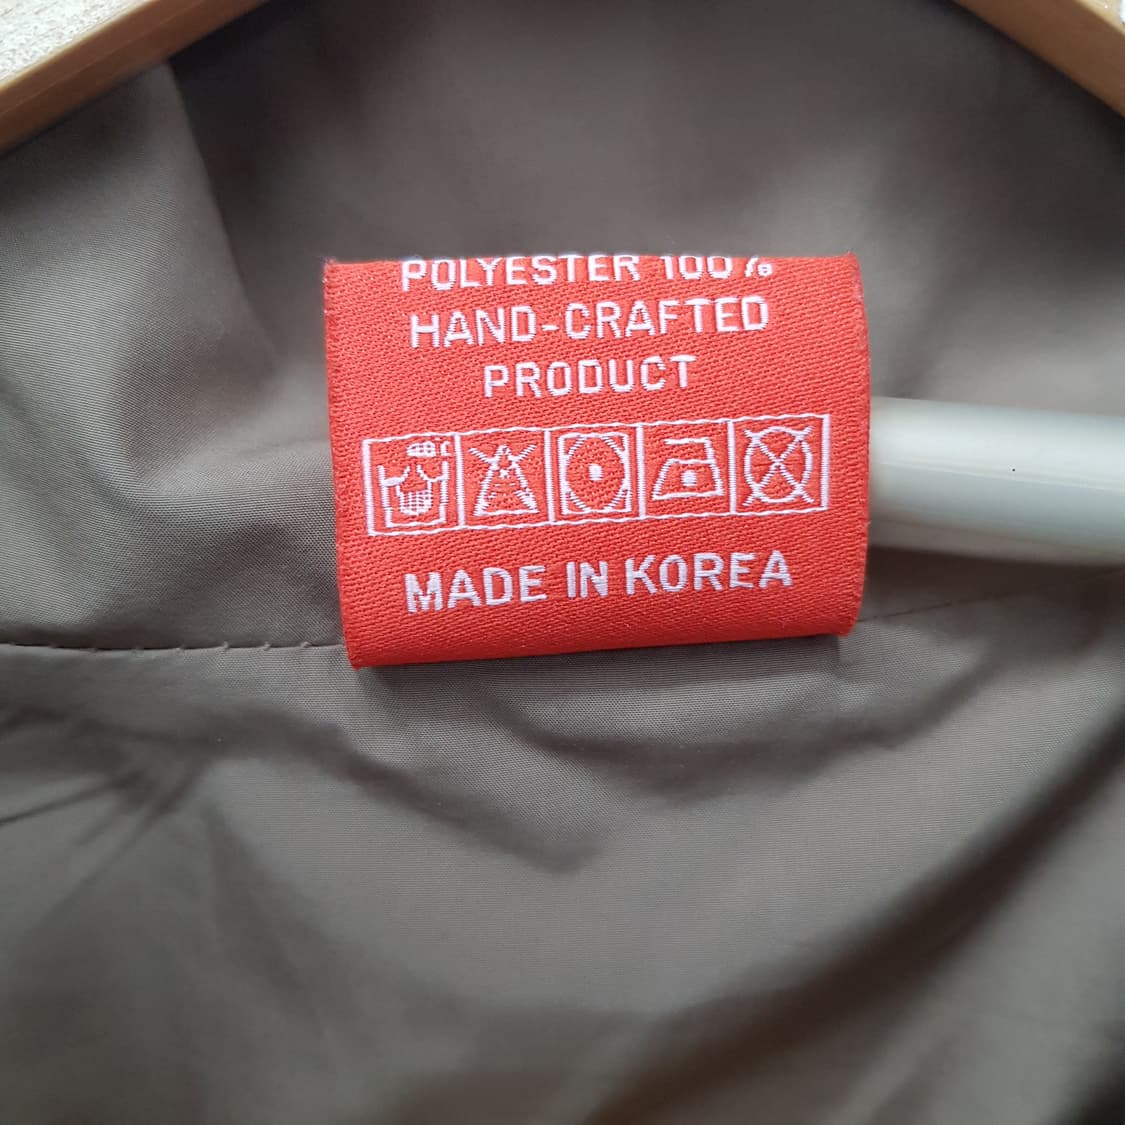 POLYESTER 100%
HAND-CRAFTED
PRODUCT
MADE IN KOREA